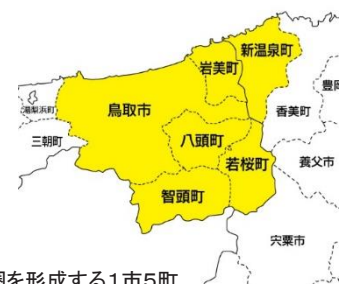 新温泉町
岩美町
豊岡
湯梨浜町
鳥取市
香美町
三朝町
八頭町
若桜町
養父市
智頭町
宍粟市
圏を形成する1市5町